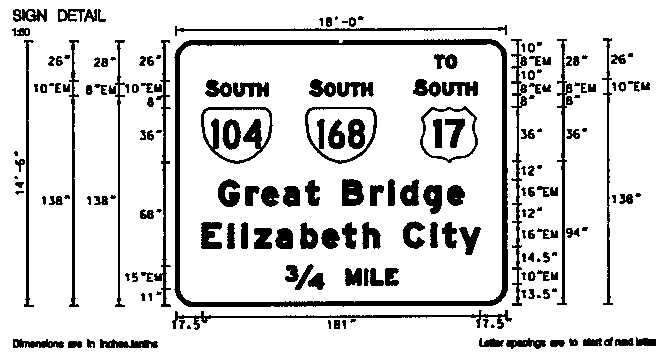 SIGN DETAIL
1:60
18'-0"
TO
SOUTH SOUTH SOUTH
104 168 17
Great Bridge
Elizabeth City
3/4 MILE
14'-6"
26" 10"EM 138"
28" 8"EM 138"
26" 10"EM 8" 36" 68" 15"EM 11"
10" 8"EM 10" 8"EM 8" 36" 12" 16"EM 12" 16"EM 14.5" 10"EM 13.5"
28" 8"EM 8" 36" 94"
26" 10"EM 138"
17.5" 181" 17.5"
Dimensions are in inches.tenths
Letter spacings are to start of next letter